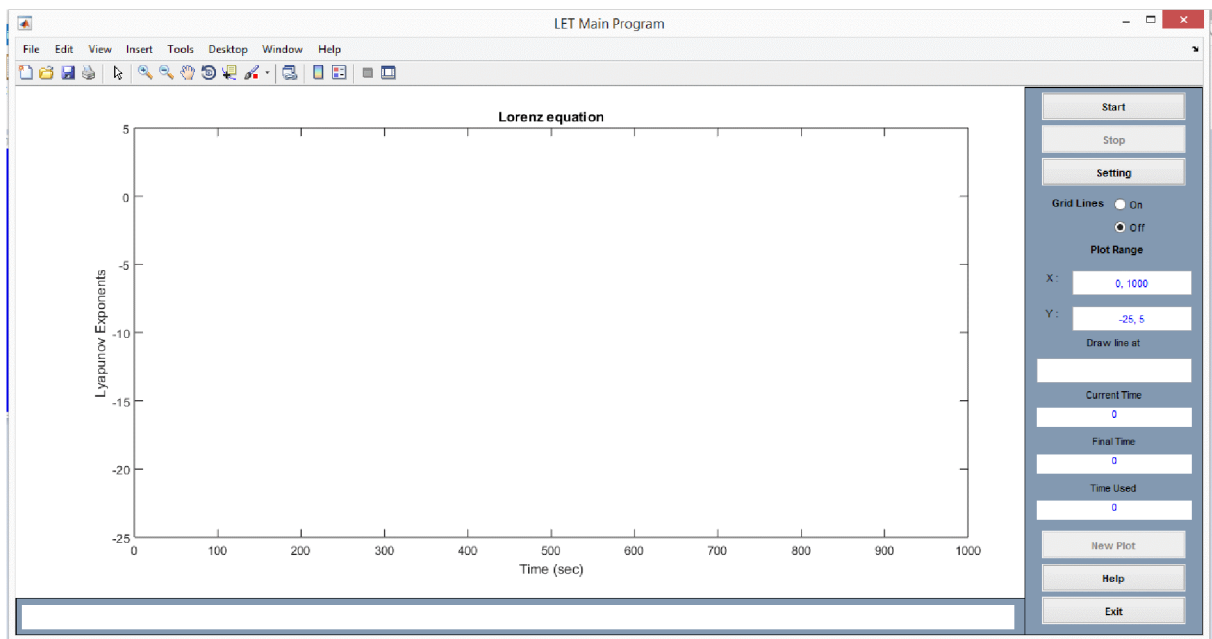 LET Main Program
File Edit View Insert Tools Desktop Window Help
Lorenz equation
5
0
-5
-10
-15
-20
-25
Lyapunov Exponents
0 100 200 300 400 500 600 700 800 900 1000
Time (sec)
Start
Stop
Setting
Grid Lines On
Off
Plot Range
X : 0, 1000
Y : -25, 5
Draw line at
Current Time
0
Final Time
0
Time Used
0
New Plot
Help
Exit